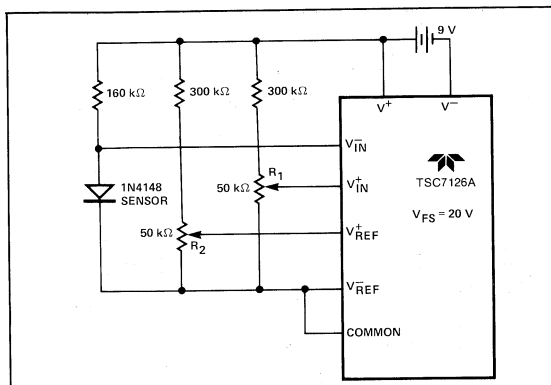 9 V
160 kΩ
300 kΩ
300 kΩ
V+
V−
V−IN
R1
V+IN
TSC7126A
1N4148
SENSOR
50 kΩ
50 kΩ
R2
V+REF
VFS = 20 V
V−REF
COMMON